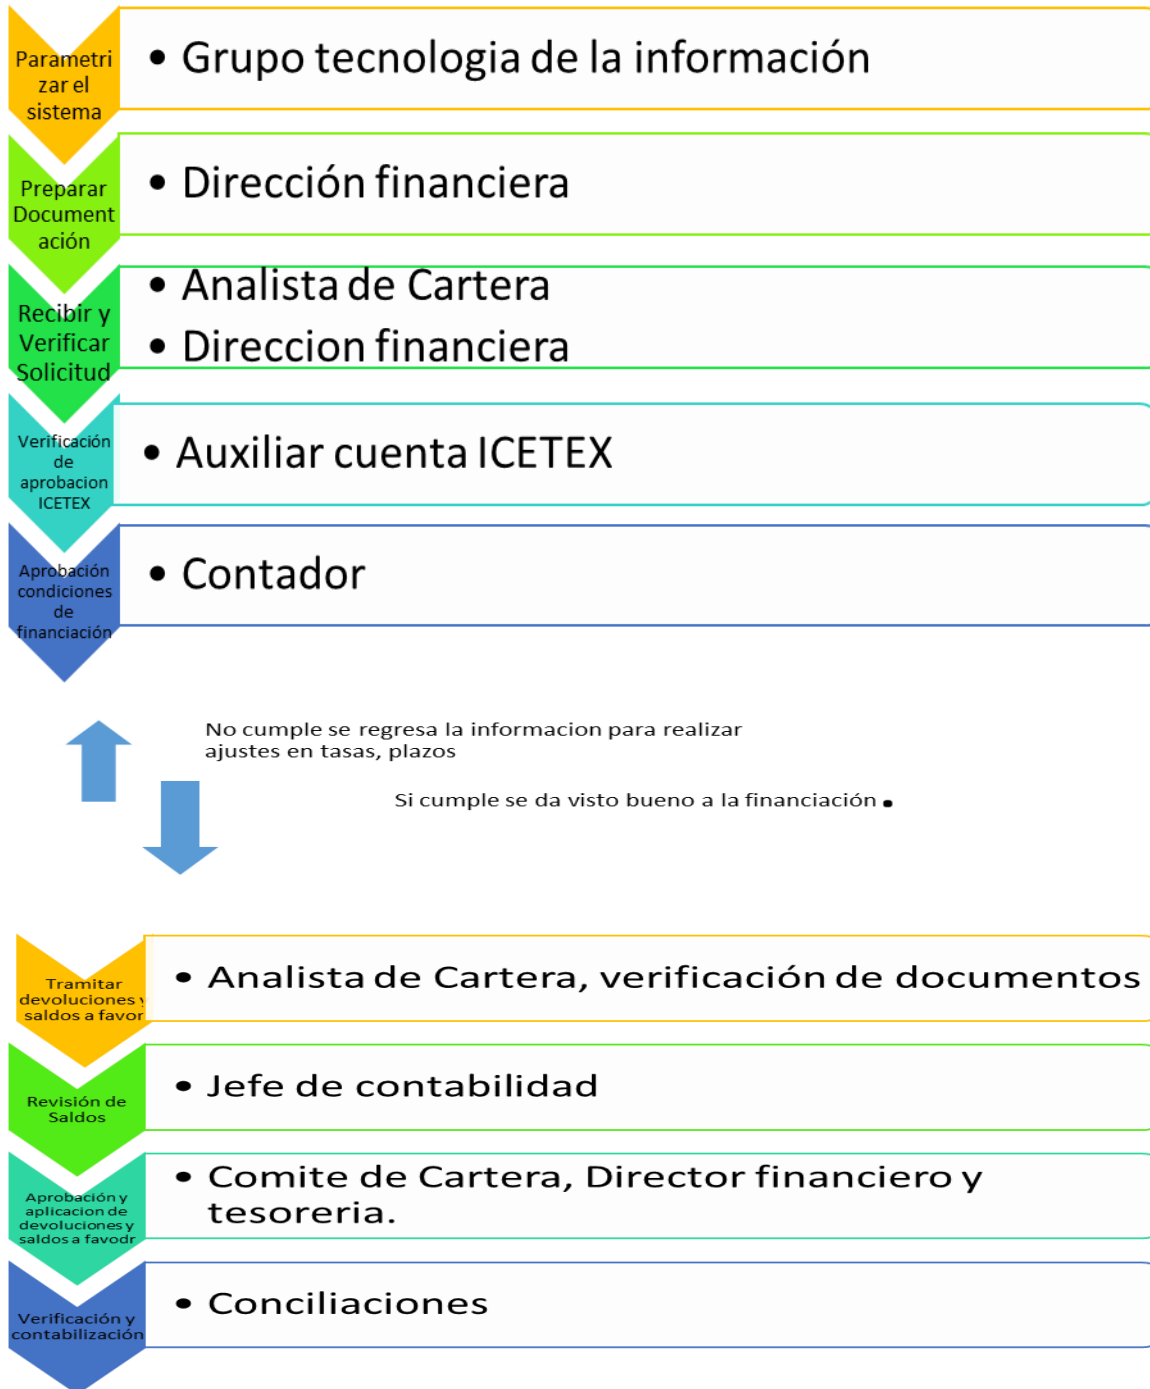 Parametri
zar el
sistema
• Grupo tecnologia de la información
Preparar
Document
ación
• Dirección financiera
Recibir y
Verificar
Solicitud
• Analista de Cartera
• Direccion financiera
Verificación
de
aprobacion
ICETEX
• Auxiliar cuenta ICETEX
Aprobación
condiciones
de
financiación
• Contador
No cumple se regresa la informacion para realizar
ajustes en tasas, plazos
Si cumple se da visto bueno a la financiación .
Tramitar
devoluciones y
saldos a favor
• Analista de Cartera, verificación de documentos
Revisión de
Saldos
• Jefe de contabilidad
Aprobación y
aplicacion de
devoluciones y
saldos a favodr
• Comite de Cartera, Director financiero y
tesoreria.
Verificación y
contabilización
• Conciliaciones